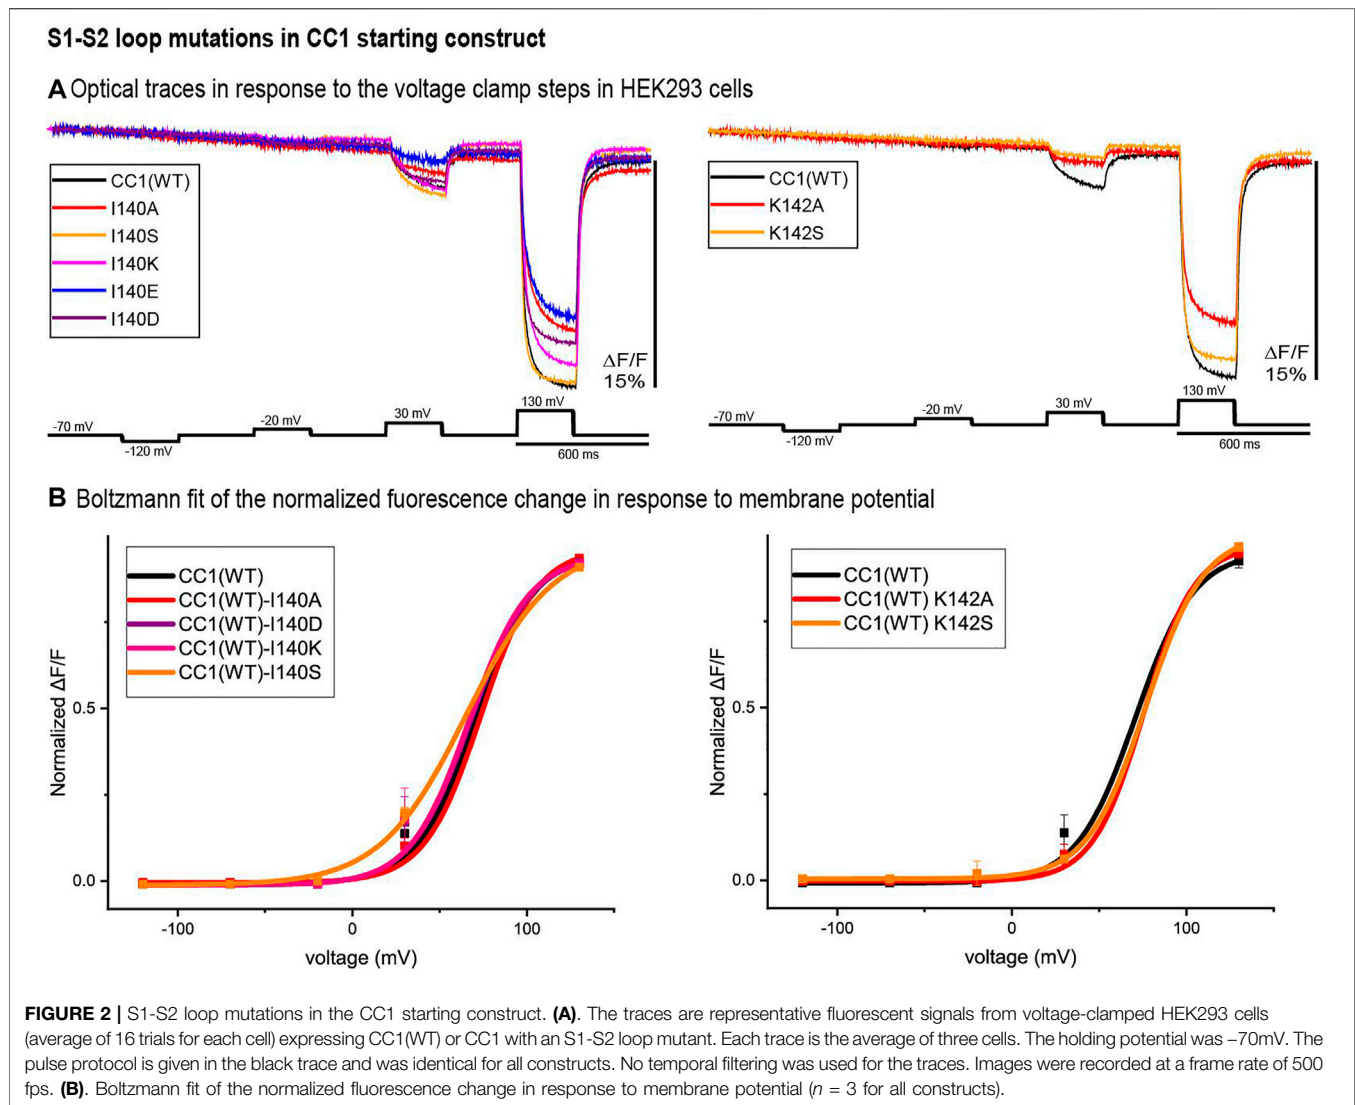 S1-S2 loop mutations in CC1 starting construct
A Optical traces in response to the voltage clamp steps in HEK293 cells
CC1(WT)
I140A
I140S
I140K
I140E
I140D
ΔF/F
15%
-70 mV
-120 mV
-20 mV
30 mV
130 mV
600 ms
CC1(WT)
K142A
K142S
ΔF/F
15%
-70 mV
-120 mV
-20 mV
30 mV
130 mV
600 ms
B Boltzmann fit of the normalized fluorescence change in response to membrane potential
CC1(WT)
CC1(WT)-I140A
CC1(WT)-I140D
CC1(WT)-I140K
CC1(WT)-I140S
Normalized ΔF/F
0.5
0.0
-100
0
100
voltage (mV)
CC1(WT)
CC1(WT) K142A
CC1(WT) K142S
Normalized ΔF/F
0.5
0.0
-100
0
100
voltage (mV)
FIGURE 2 | S1-S2 loop mutations in the CC1 starting construct. (A). The traces are representative fluorescent signals from voltage-clamped HEK293 cells
(average of 16 trials for each cell) expressing CC1(WT) or CC1 with an S1-S2 loop mutant. Each trace is the average of three cells. The holding potential was −70mV. The
pulse protocol is given in the black trace and was identical for all constructs. No temporal filtering was used for the traces. Images were recorded at a frame rate of 500
fps. (B). Boltzmann fit of the normalized fluorescence change in response to membrane potential (n = 3 for all constructs).